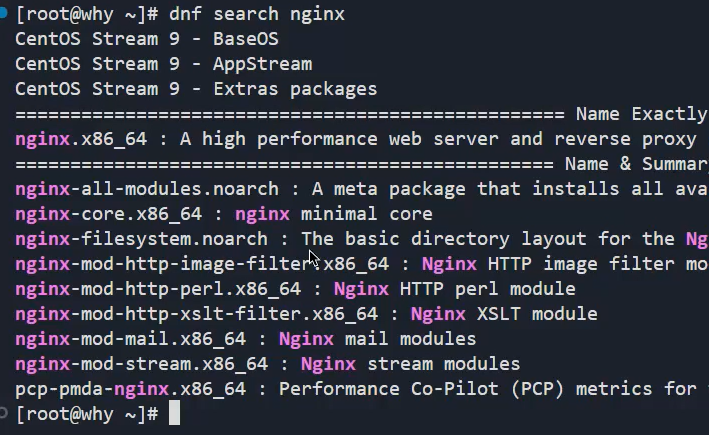 [root@why ~]# dnf search nginx
CentOS Stream 9 - BaseOS
CentOS Stream 9 - AppStream
CentOS Stream 9 - Extras packages
================================================== Name Exactly
nginx.x86_64 : A high performance web server and reverse proxy
================================================= Name & Summar
nginx-all-modules.noarch : A meta package that installs all ava
nginx-core.x86_64 : nginx minimal core
nginx-filesystem.noarch : The basic directory layout for the Ng
nginx-mod-http-image-filter.x86_64 : Nginx HTTP image filter mo
nginx-mod-http-perl.x86_64 : Nginx HTTP perl module
nginx-mod-http-xslt-filter.x86_64 : Nginx XSLT module
nginx-mod-mail.x86_64 : Nginx mail modules
nginx-mod-stream.x86_64 : Nginx stream modules
pcp-pmda-nginx.x86_64 : Performance Co-Pilot (PCP) metrics for
[root@why ~]#